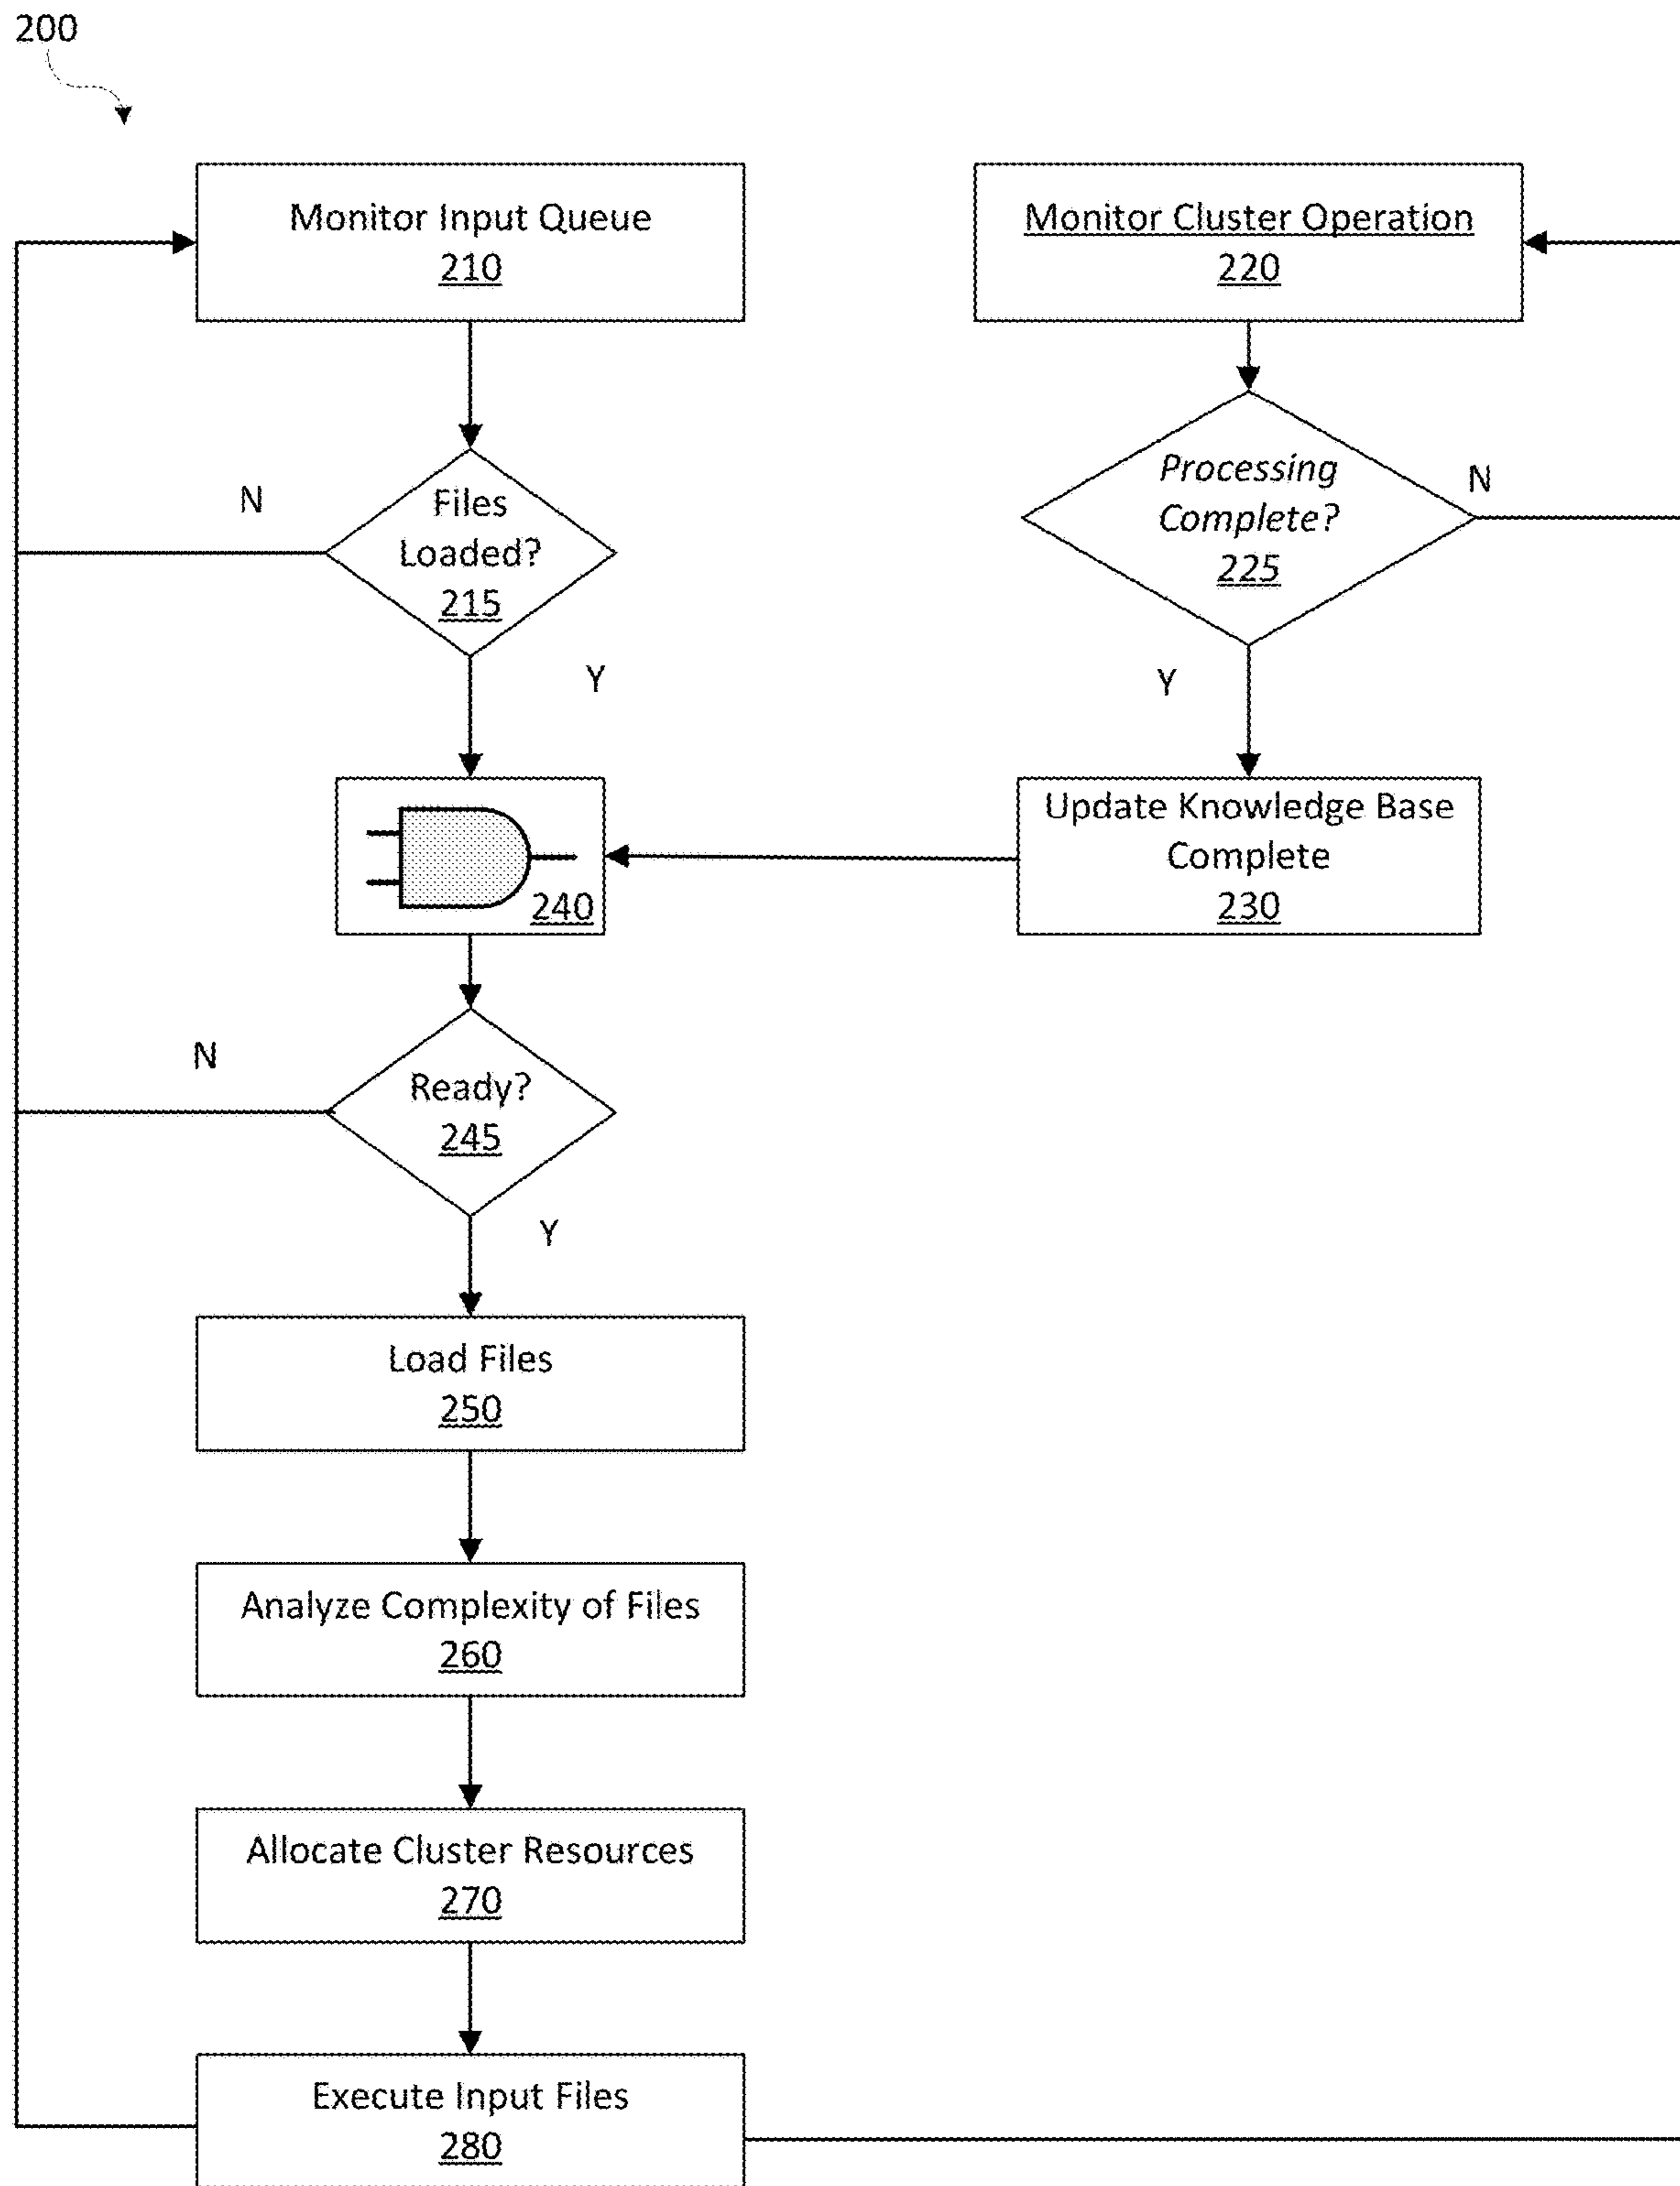 200
Monitor Input Queue
210
Monitor Cluster Operation
220
Files
Loaded?
215
N
Y
Processing
Complete?
225
N
Y
240
Update Knowledge Base
Complete
230
Ready?
245
N
Y
Load Files
250
Analyze Complexity of Files
260
Allocate Cluster Resources
270
Execute Input Files
280